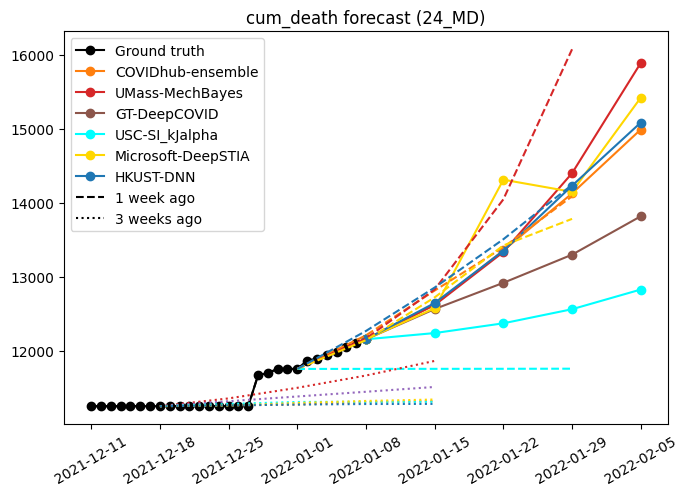 cum_death forecast (24_MD)
16000
15000
14000
13000
12000
Ground truth
COVIDhub-ensemble
UMass-MechBayes
GT-DeepCOVID
USC-SI_kJalpha
Microsoft-DeepSTIA
HKUST-DNN
1 week ago
3 weeks ago
2021-12-11
2021-12-18
2021-12-25
2022-01-01
2022-01-08
2022-01-15
2022-01-22
2022-01-29
2022-02-05